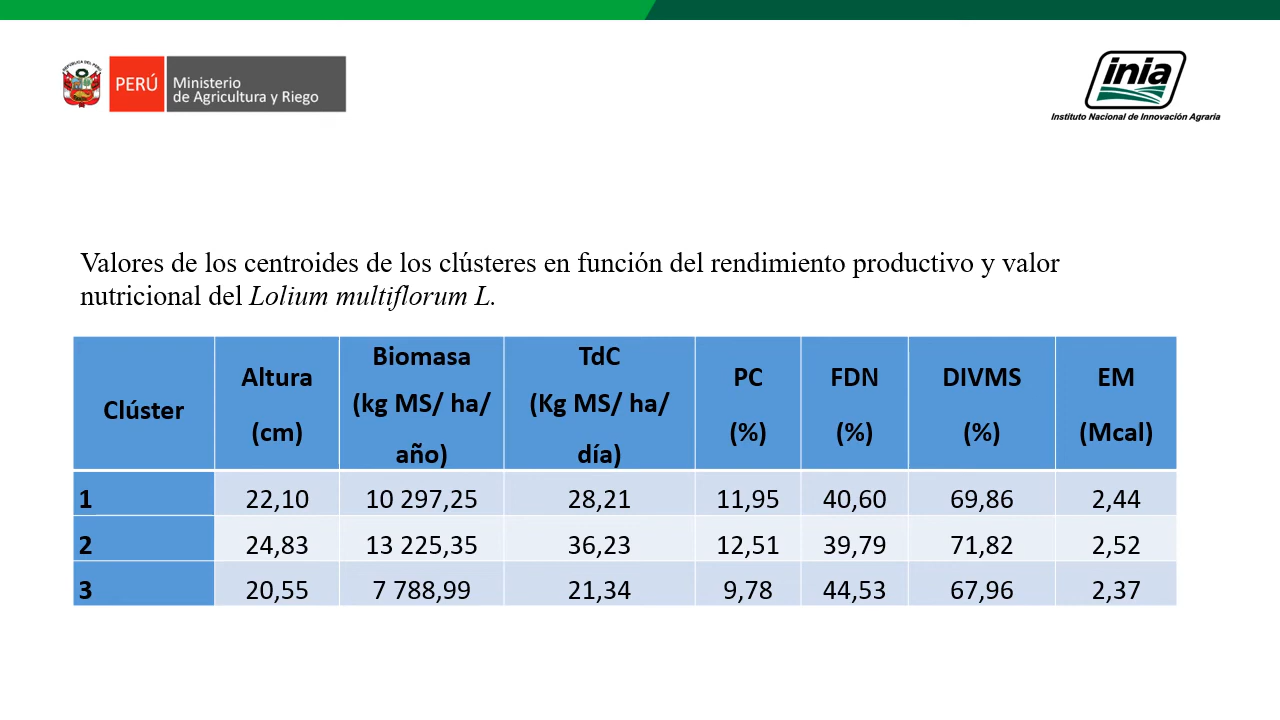 REPÚBLICA DEL PERÚ
PERÚ
Ministerio
de Agricultura y Riego
inia
Instituto Nacional de Innovación Agraria
Valores de los centroides de los clústeres en función del rendimiento productivo y valor
nutricional del Lolium multiflorum L.
Clúster Altura (cm) Biomasa (kg MS/ ha/ año) TdC (Kg MS/ ha/ día) PC (%) FDN (%) DIVMS (%) EM (Mcal)
1 22,10 10 297,25 28,21 11,95 40,60 69,86 2,44
2 24,83 13 225,35 36,23 12,51 39,79 71,82 2,52
3 20,55 7 788,99 21,34 9,78 44,53 67,96 2,37